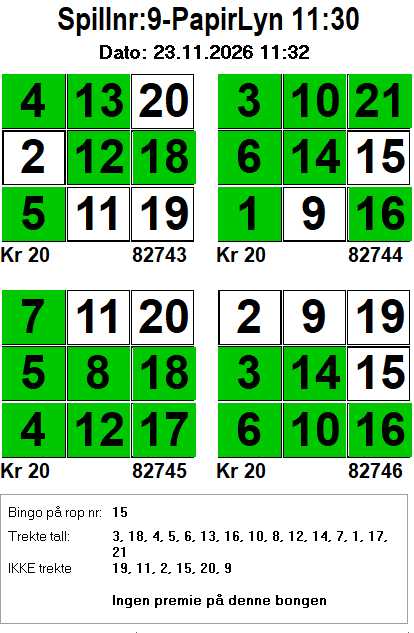 Spillnr:9-PapirLyn 11:30
Dato: 23.11.2026 11:32
4 13 20
2 12 18
5 11 19
Kr 20 82743
3 10 21
6 14 15
1 9 16
Kr 20 82744
7 11 20
5 8 18
4 12 17
Kr 20 82745
2 9 19
3 14 15
6 10 16
Kr 20 82746
Bingo på rop nr: 15
Trekte tall: 3, 18, 4, 5, 6, 13, 16, 10, 8, 12, 14, 7, 1, 17,
21
IKKE trekte 19, 11, 2, 15, 20, 9
Ingen premie på denne bongen